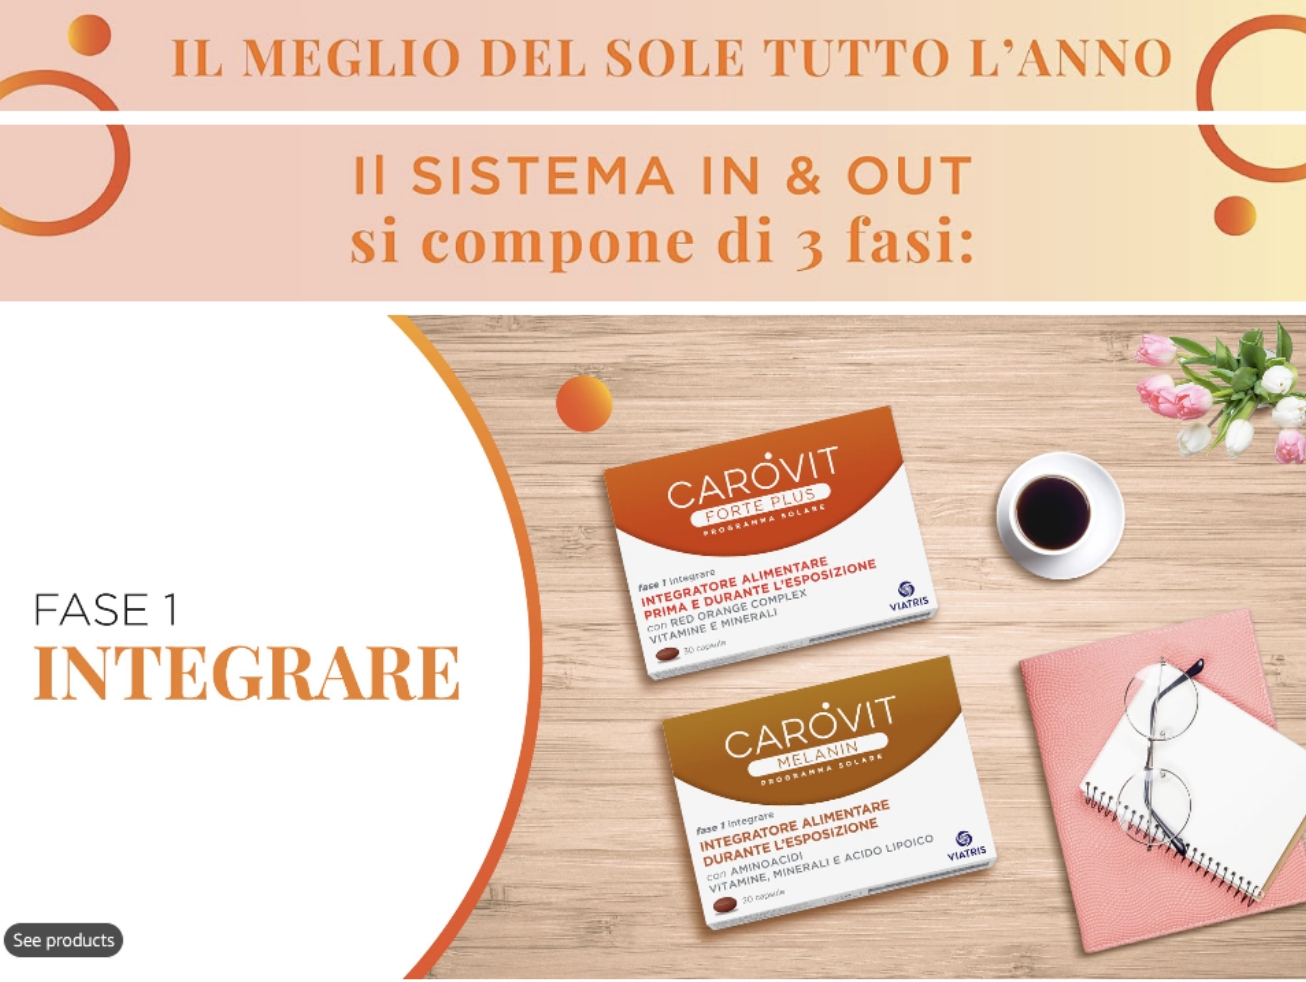 IL MEGLIO DEL SOLE TUTTO L’ANNO
Il SISTEMA IN & OUT
si compone di 3 fasi:
FASE 1
INTEGRARE
CARÓVIT
FORTE PLUS
PROGRAMMA SOLARE
fase 1 integrare
INTEGRATORE ALIMENTARE
PRIMA E DURANTE L'ESPOSIZIONE
con RED ORANGE COMPLEX
VITAMINE E MINERALI
30 capsule
VIATRIS
CARÓVIT
MELANIN
PROGRAMMA SOLARE
fase 1 integrare
INTEGRATORE ALIMENTARE
DURANTE L'ESPOSIZIONE
con AMINOACIDI
VITAMINE, MINERALI E ACIDO LIPOICO
30 capsule
VIATRIS
See products